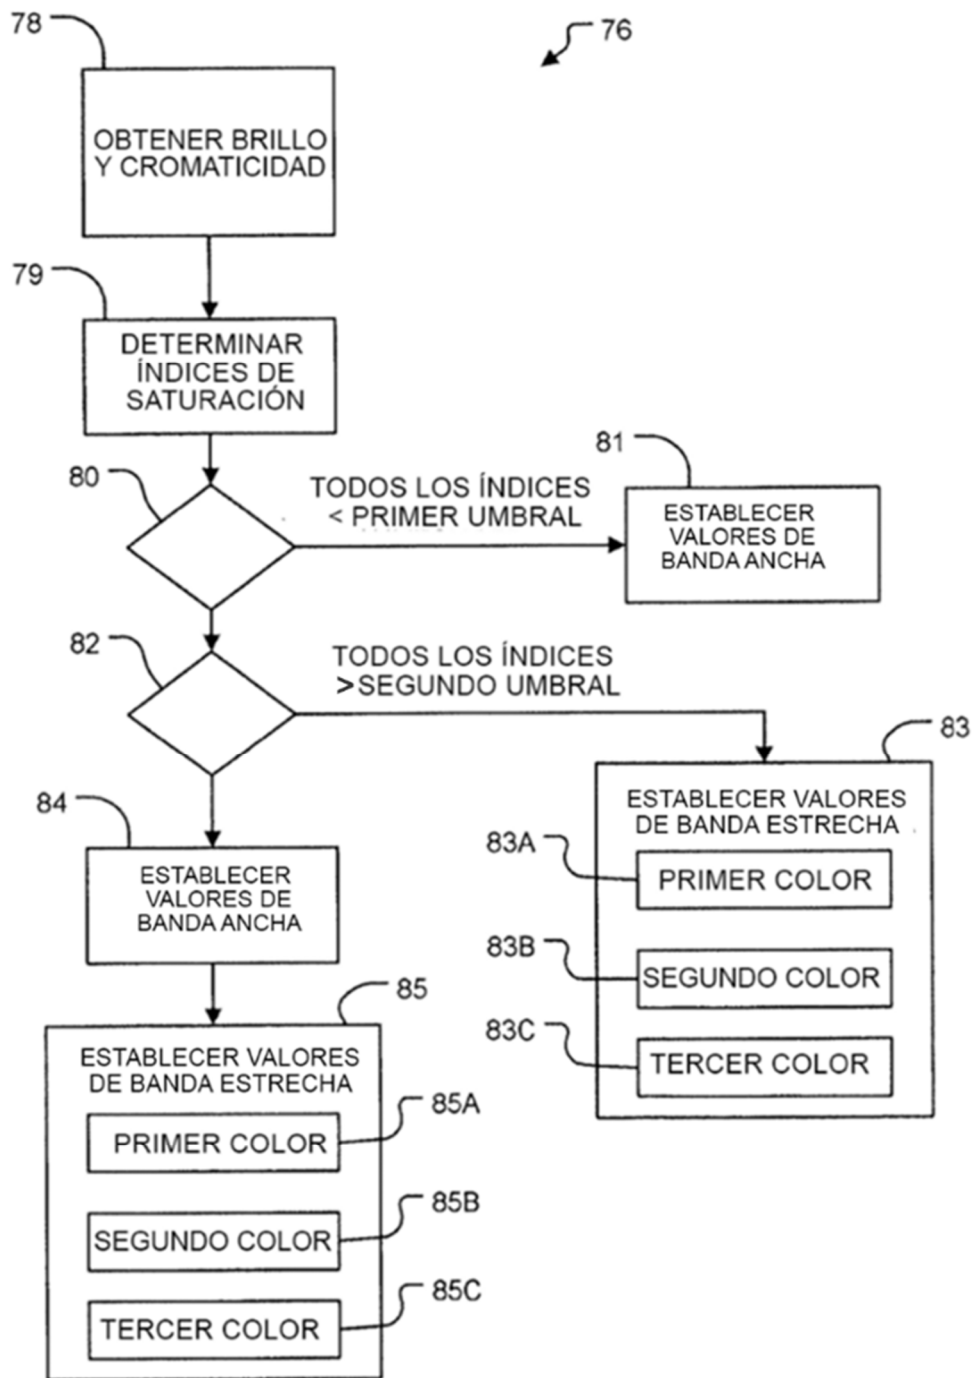 78
76
OBTENER BRILLO
Y CROMATICIDAD
79
DETERMINAR
ÍNDICES DE
SATURACIÓN
80
TODOS LOS ÍNDICES
< PRIMER UMBRAL
81
ESTABLECER
VALORES DE
BANDA ANCHA
82
TODOS LOS ÍNDICES
> SEGUNDO UMBRAL
83
ESTABLECER VALORES
DE BANDA ESTRECHA
83A
PRIMER COLOR
83B
SEGUNDO COLOR
83C
TERCER COLOR
84
ESTABLECER
VALORES DE
BANDA ANCHA
85
ESTABLECER VALORES
DE BANDA ESTRECHA
85A
PRIMER COLOR
85B
SEGUNDO COLOR
85C
TERCER COLOR